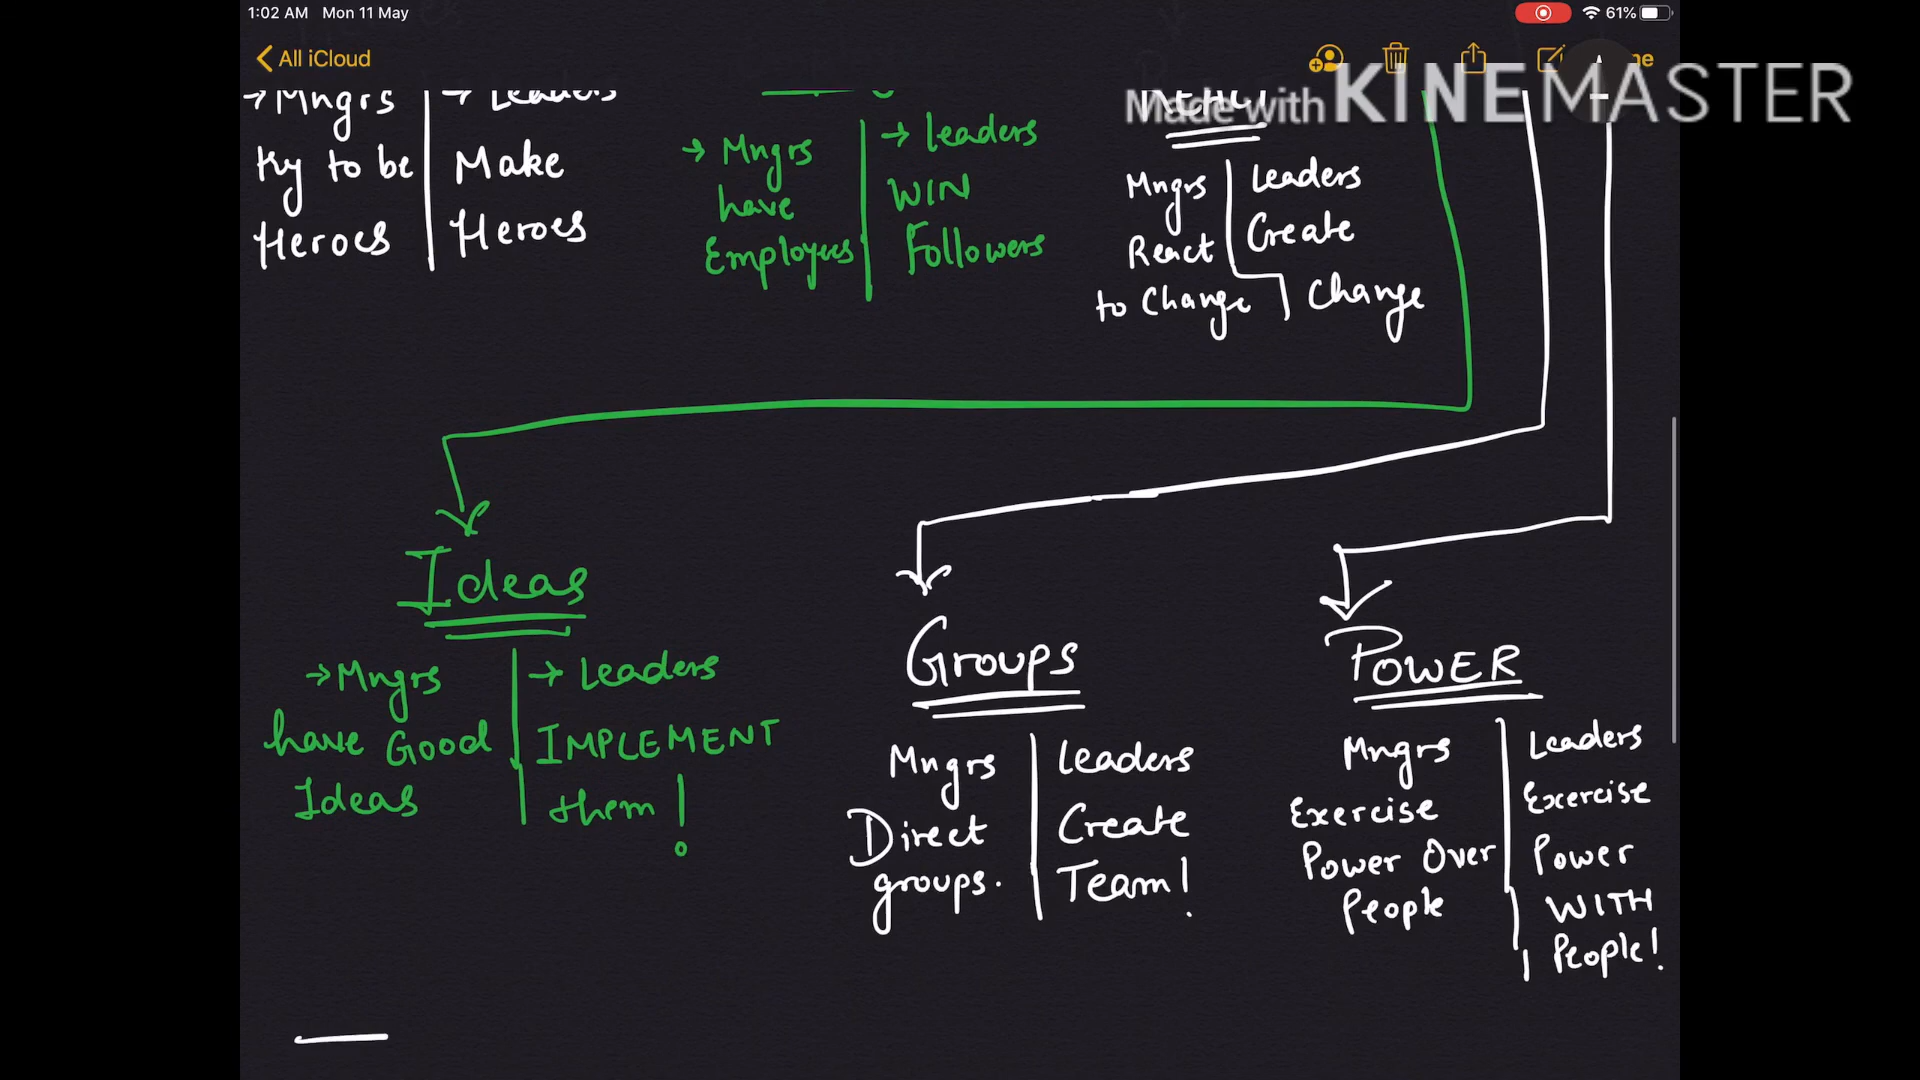 1:02 AM Mon 11 May
61%
All iCloud
Made with KINEMASTER
→ Mngrs
try to be
Heroes
→ Leaders
Make
Heroes
→ Mngrs
have
Employees
→ leaders
WIN
Followers
Mngrs
React
to Change
Leaders
Create
Change
Ideas
→ Mngrs
have Good
Ideas
→ Leaders
IMPLEMENT
them!
Groups
Mngrs
Direct
groups.
Leaders
Create
Team!
POWER
Mngrs
Exercise
Power Over
People
Leaders
Exercise
Power
WITH
People!